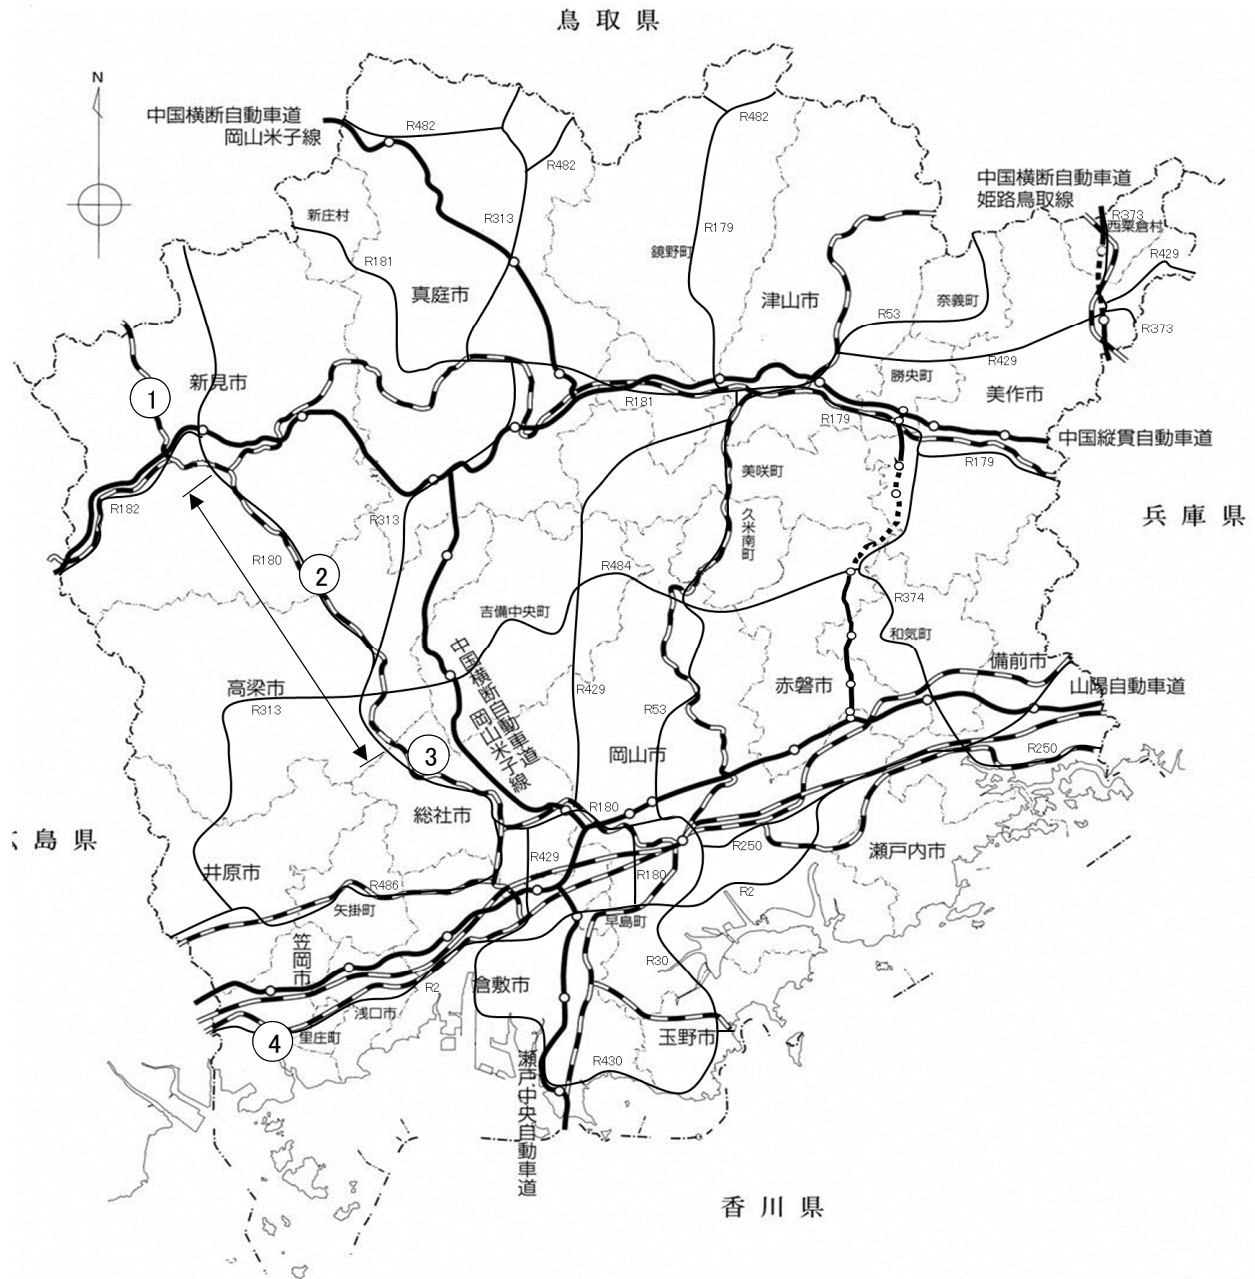 鳥取県
N
中国横断自動車道
岡山米子線
R482
R482
R482
中国横断自動車道
姫路鳥取線
R373
西粟倉村
新庄村
R313
R179
鏡野町
R429
R181
真庭市
津山市
奈義町
R53
R373
R429
新見市
勝央町
美作市
1
R181
R179
中国縦貫自動車道
美咲町
R179
R182
R313
久米南町
兵庫県
R180
2
R484
吉備中央町
R374
和気町
中国横断自動車道
岡山米子線
備前市
高梁市
赤磐市
山陽自動車道
R313
R429
R53
3
岡山市
R250
総社市
R180
島県
R429
R250
瀬戸内市
井原市
R486
R180
R2
矢掛町
早島町
笠岡市
R30
倉敷市
R2
浅口市
4
里庄町
玉野市
R430
瀬戸中央自動車道
香川県